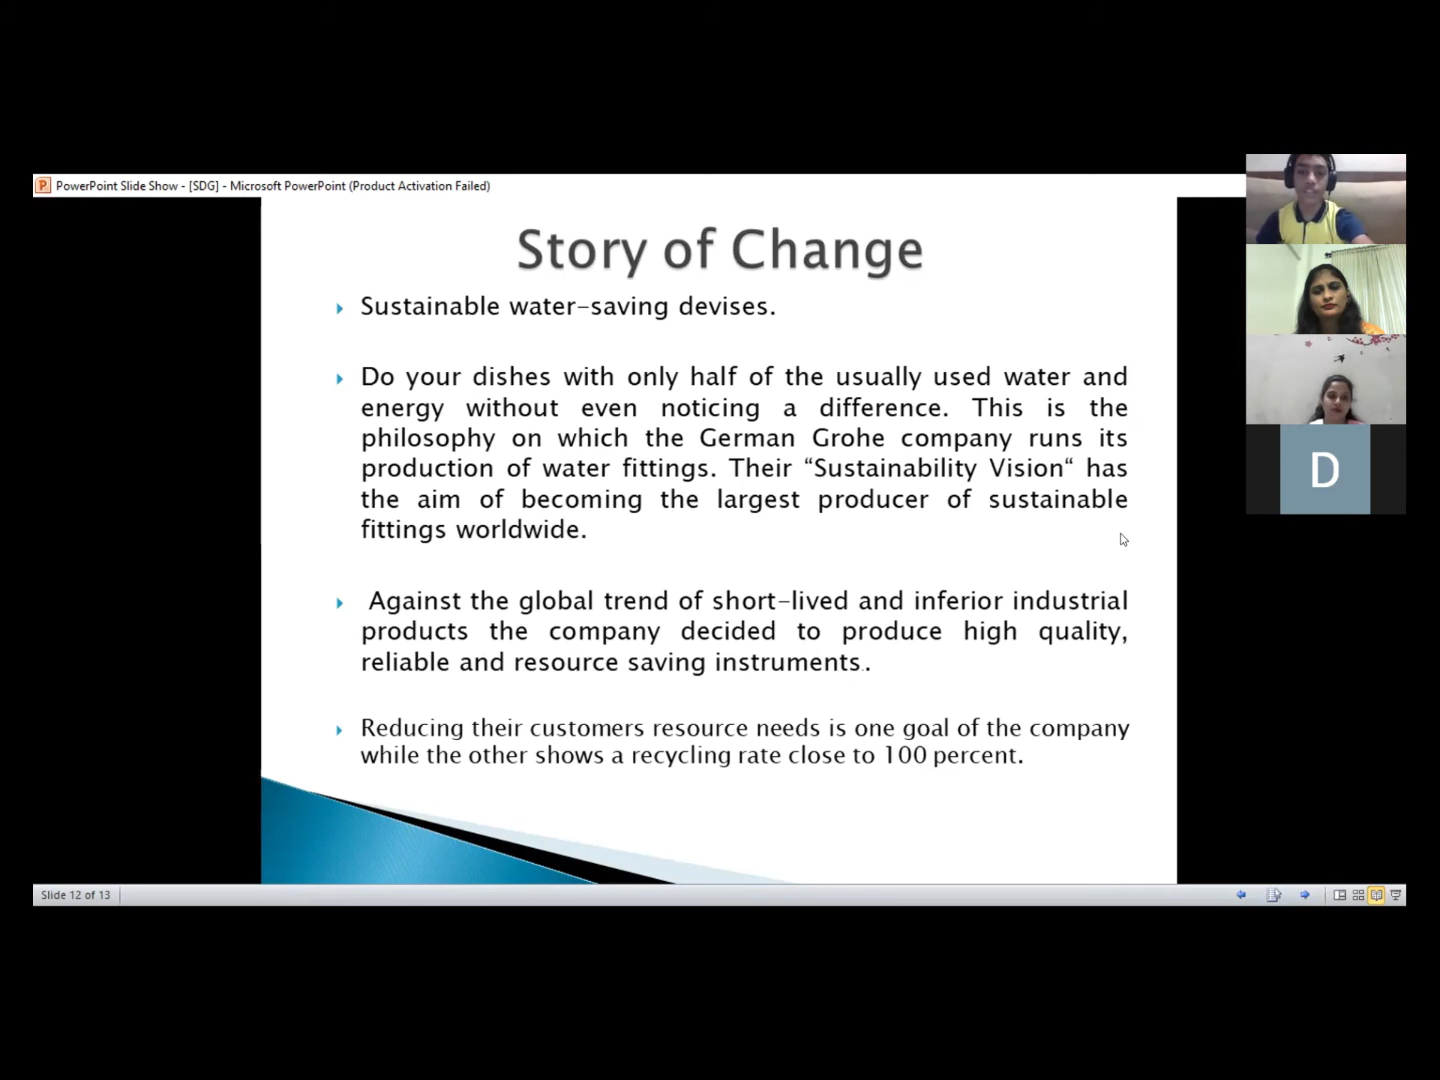 PowerPoint Slide Show - [SDG] - Microsoft PowerPoint (Product Activation Failed)
Story of Change
Sustainable water-saving devises.
Do your dishes with only half of the usually used water and
energy without even noticing a difference. This is the
philosophy on which the German Grohe company runs its
production of water fittings. Their “Sustainability Vision“ has
the aim of becoming the largest producer of sustainable
fittings worldwide.
Against the global trend of short-lived and inferior industrial
products the company decided to produce high quality,
reliable and resource saving instruments..
Reducing their customers resource needs is one goal of the company
while the other shows a recycling rate close to 100 percent.
D
Slide 12 of 13